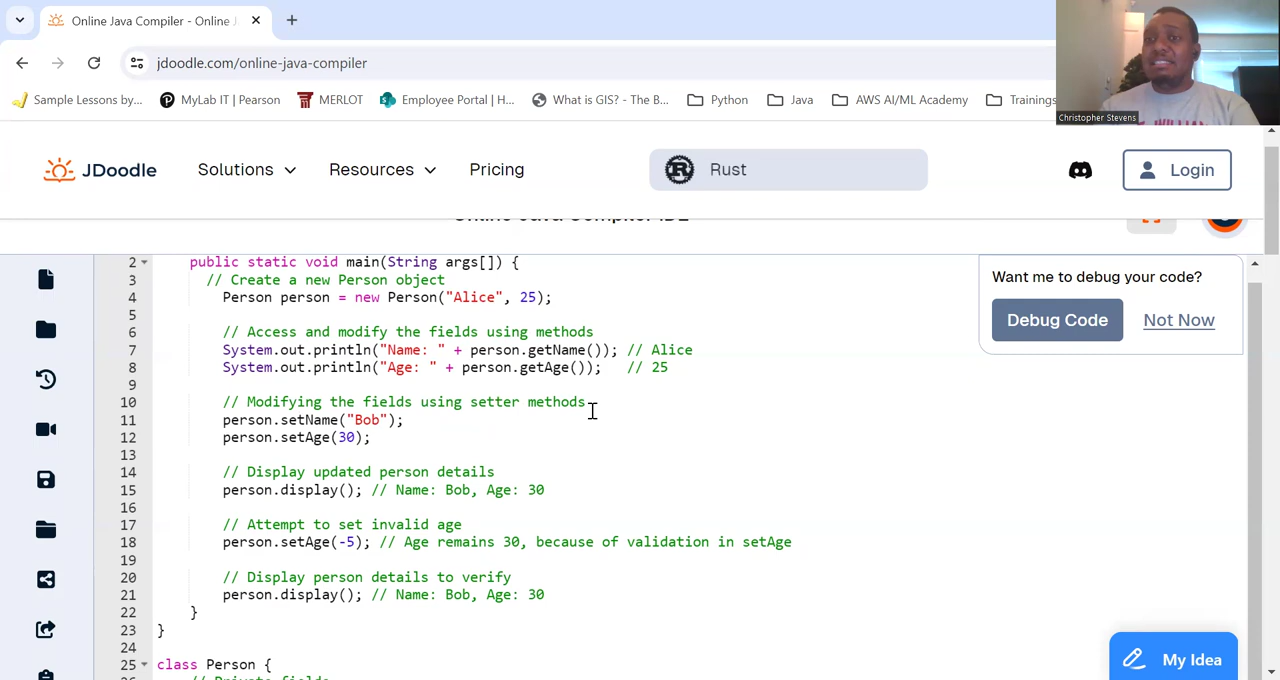 Online Java Compiler - Online J
jdoodle.com/online-java-compiler
Sample Lessons by... MyLab IT | Pearson MERLOT Employee Portal | H... What is GIS? - The B... Python Java AWS AI/ML Academy Trainings
Christopher Stevens
JDoodle Solutions Resources Pricing Rust Login
Online Java Compiler IDE
2 public static void main(String args[]) {
3 // Create a new Person object
4 Person person = new Person("Alice", 25);
5
6 // Access and modify the fields using methods
7 System.out.println("Name: " + person.getName()); // Alice
8 System.out.println("Age: " + person.getAge()); // 25
9
10 // Modifying the fields using setter methods
11 person.setName("Bob");
12 person.setAge(30);
13
14 // Display updated person details
15 person.display(); // Name: Bob, Age: 30
16
17 // Attempt to set invalid age
18 person.setAge(-5); // Age remains 30, because of validation in setAge
19
20 // Display person details to verify
21 person.display(); // Name: Bob, Age: 30
22 }
23 }
24
25 class Person {
26 // Private fields
Want me to debug your code?
Debug Code Not Now
My Idea